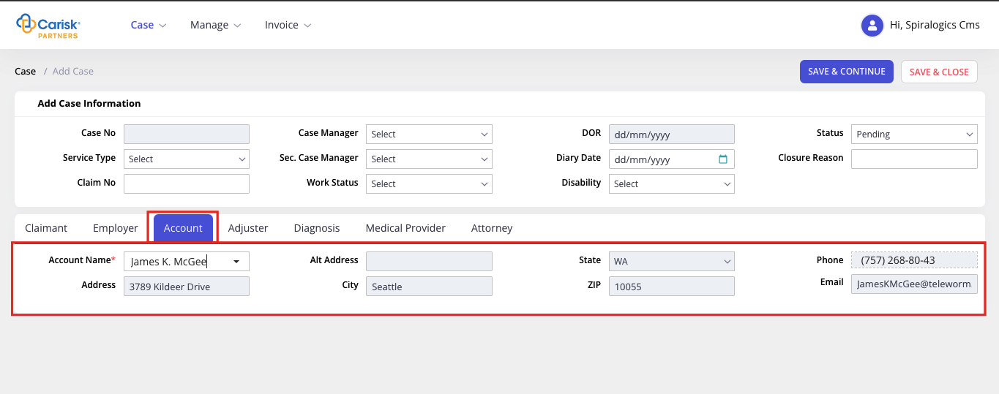 Carisk
PARTNERS
Case
Manage
Invoice
Hi, Spiralogics Cms
Case / Add Case
SAVE & CONTINUE
SAVE & CLOSE
Add Case Information
Case No
Case Manager Select
DOR dd/mm/yyyy
Status Pending
Service Type Select
Sec. Case Manager Select
Diary Date dd/mm/yyyy
Closure Reason
Claim No
Work Status Select
Disability Select
Claimant
Employer
Account
Adjuster
Diagnosis
Medical Provider
Attorney
Account Name* James K. McGee
Alt Address
State WA
Phone (757) 268-80-43
Address 3789 Kildeer Drive
City Seattle
ZIP 10055
Email JamesKMcGee@teleworm.